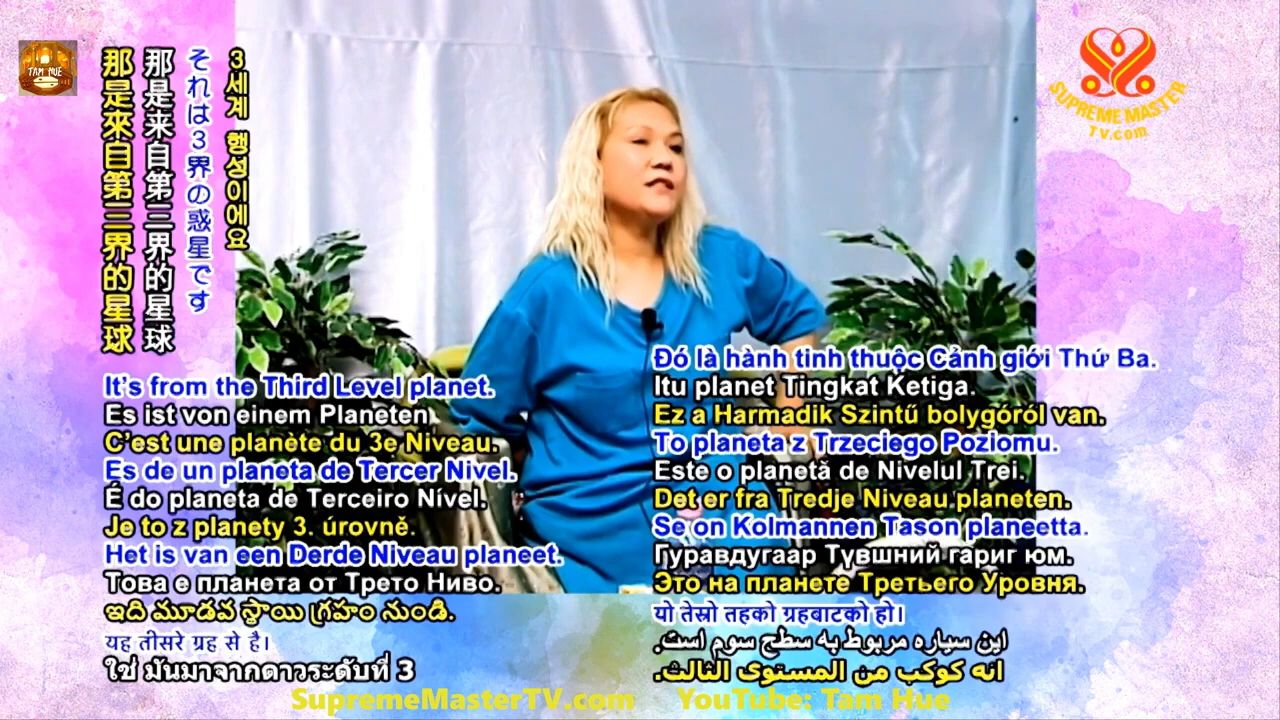 TAM HUE
那是來自第三界的星球
那是来自第三界的星球
それは3界の惑星です
3세계 행성이에요
SUPREME MASTER
TV.com
It's from the Third Level planet.
Es ist von einem Planeten
C'est une planète du 3e Niveau.
Es de un planeta de Tercer Nivel.
É do planeta de Terceiro Nível.
Je to z planety 3. úrovně.
Het is van een Derde Niveau planeet.
Това е планета от Трето Ниво.
ఇది మూడవ స్థాయి గ్రహం నుండి.
यह तीसरे ग्रह से है।
ใช่ มันมาจากดาวระดับที่ 3
Đó là hành tinh thuộc Cảnh giới Thứ Ba.
Itu planet Tingkat Ketiga.
Ez a Harmadik Szintű bolygóról van.
To planeta z Trzeciego Poziomu.
Este o planetă de Nivelul Trei.
Det er fra Tredje Niveau planeten.
Se on Kolmannen Tason planeetta.
Гуравдугаар Түвшний гариг юм.
Это на планете Третьего Уровня.
यो तेस्रो तहको ग्रहबाटको हो।
این سیاره مربوط به سطح سوم است.
انه كوكب من المستوى الثالث.
SupremeMasterTV.com
YouTube: Tam Hue